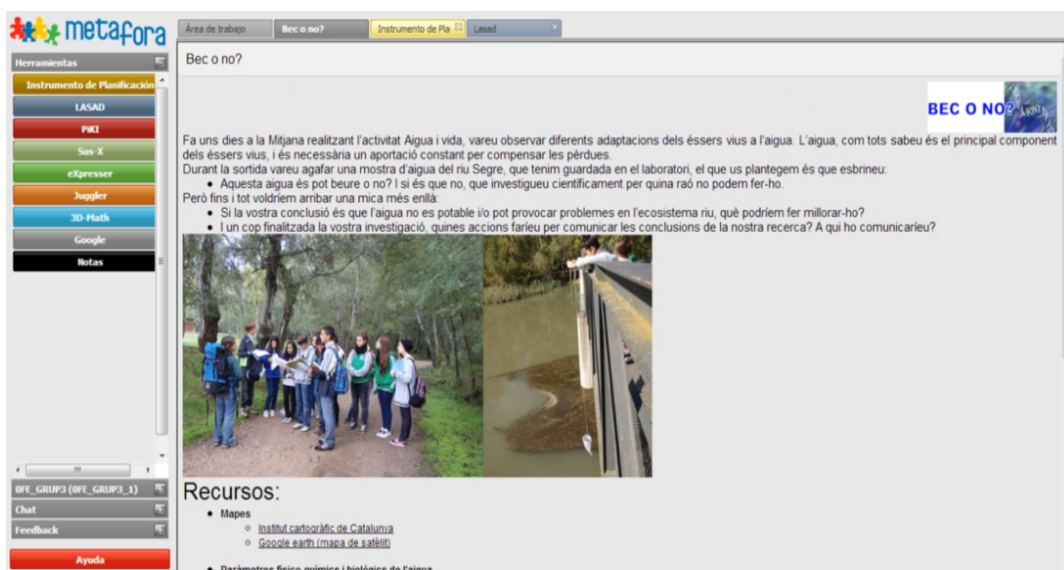 metafora
Herramientas
Instrumento de Planificación
LASAD
PiKI
Sus-X
eXpresser
Juggler
3D-Math
Google
Notas
0FE_GRUP3 (0FE_GRUP3_1)
Chat
Feedback
Ayuda
Área de trabajo
Bec o no?
Instrumento de Pla
Lasad
Bec o no?
BEC O NO?
Fa uns dies a la Mitjana realitzant l'activitat Aigua i vida, vareu observar diferents adaptacions dels éssers vius a l'aigua. L'aigua, com tots sabeu és el principal component
dels éssers vius, i és necessària un aportació constant per compensar les pèrdues.
Durant la sortida vareu agafar una mostra d'aigua del riu Segre, que tenim guardada en el laboratori, el que us plantegem és que esbrineu:
• Aquesta aigua és pot beure o no? I si és que no, que investigueu científicament per quina raó no podem fer-ho.
Però fins i tot voldríem arribar una mica més enllà:
• Si la vostra conclusió és que l'aigua no es potable i/o pot provocar problemes en l'ecosistema riu, què podríem fer millorar-ho?
• I un cop finalitzada la vostra investigació, quines accions faríeu per comunicar les conclusions de la nostra recerca? A qui ho comunicaríeu?
Recursos:
• Mapes
○ Institut cartogràfic de Catalunya
○ Google earth (mapa de satèlit)
• Paràmetres físico químics i biològics de l'aigua